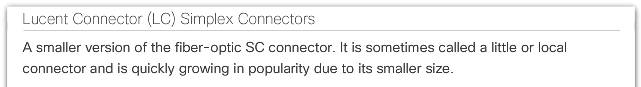 Lucent Connector (LC) Simplex Connectors
A smaller version of the fiber-optic SC connector. It is sometimes called a little or local
connector and is quickly growing in popularity due to its smaller size.